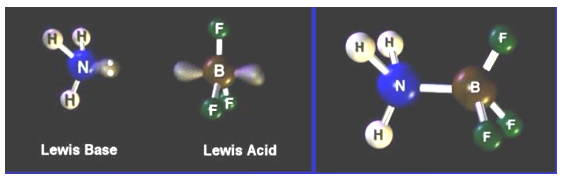 H H N H
F B F F
Lewis Base Lewis Acid
H H N H F B F F